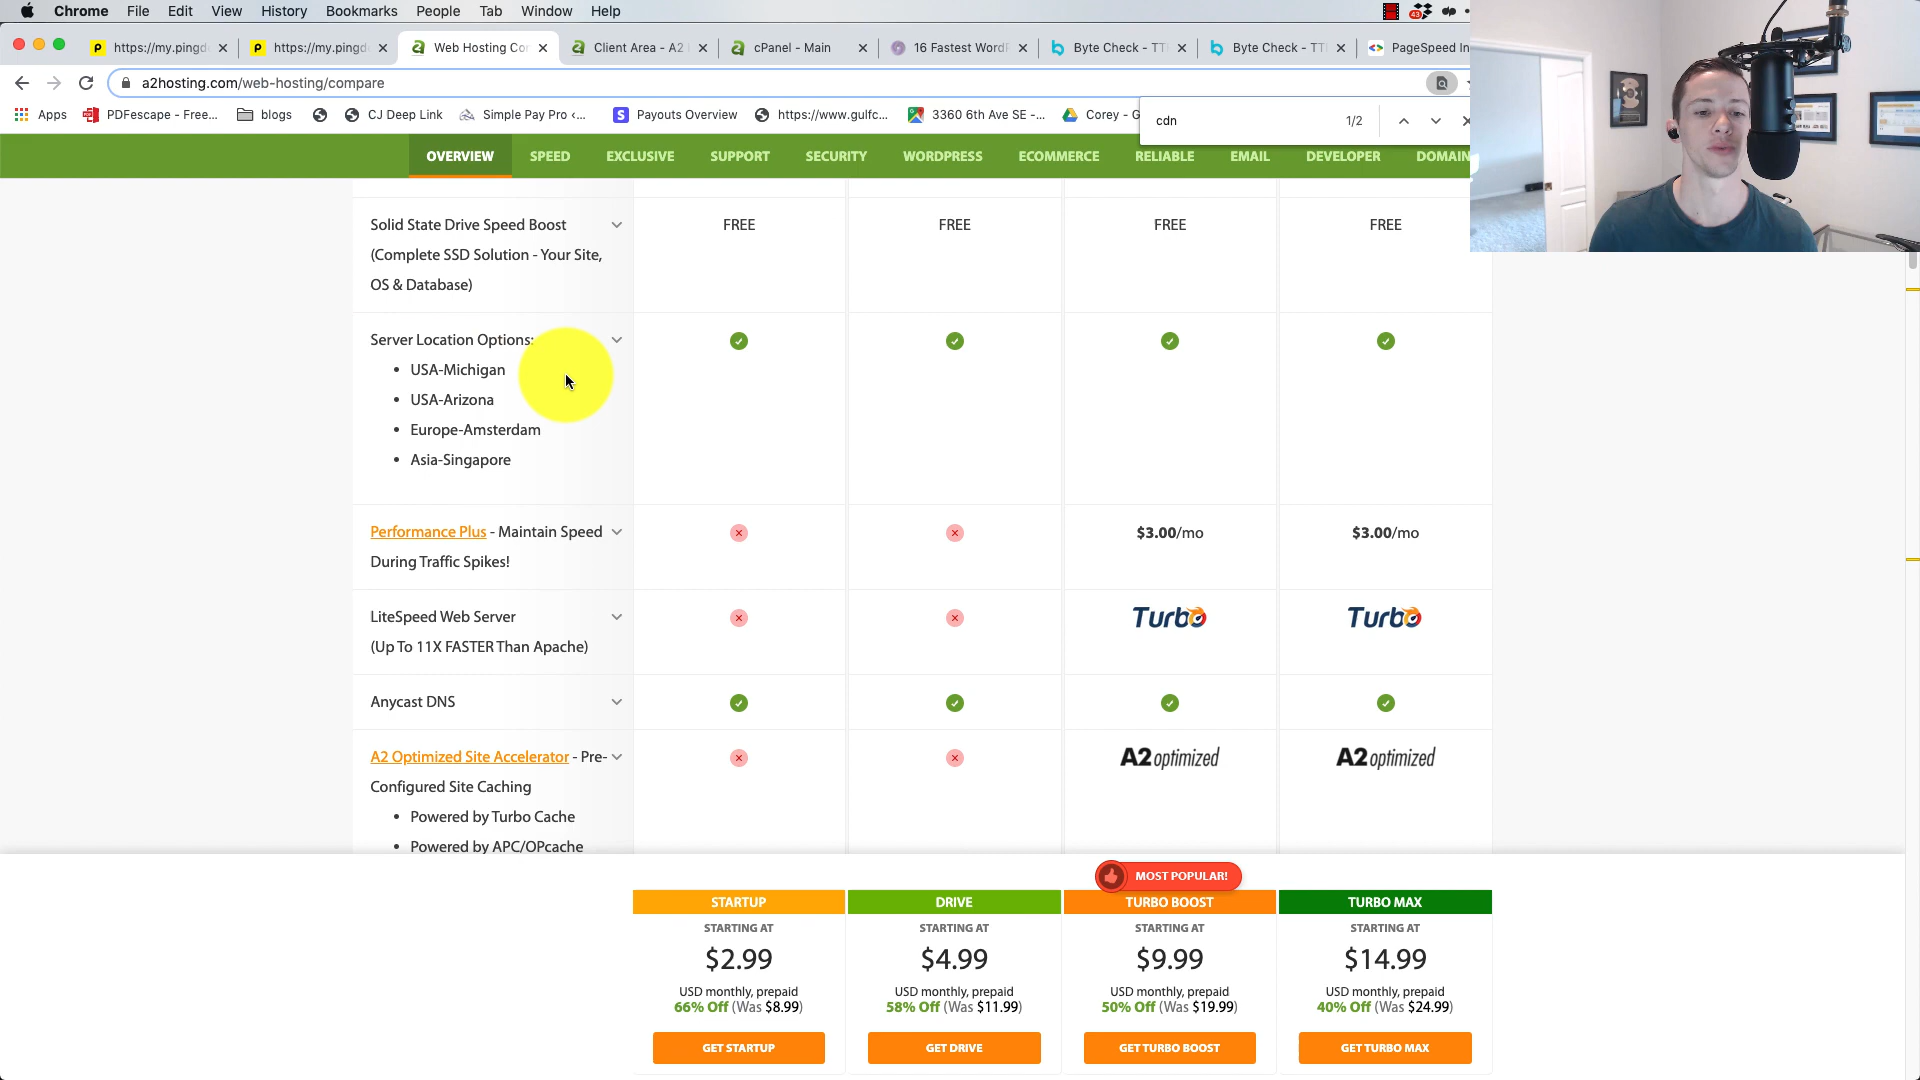 Chrome File Edit View History Bookmarks People Tab Window Help
43
https://my.pingd
https://my.pingd
Web Hosting Co
Client Area - A2
cPanel - Main
16 Fastest WordP
Byte Check - TT
Byte Check - TT
PageSpeed In
a2hosting.com/web-hosting/compare
Apps
PDFescape - Free...
blogs
CJ Deep Link
Simple Pay Pro <...
Payouts Overview
https://www.gulfc...
3360 6th Ave SE -...
Corey - G
cdn 1/2
OVERVIEW SPEED EXCLUSIVE SUPPORT SECURITY WORDPRESS ECOMMERCE RELIABLE EMAIL DEVELOPER DOMAIN
Solid State Drive Speed Boost FREE FREE FREE FREE
(Complete SSD Solution - Your Site,
OS & Database)
Server Location Options:
• USA-Michigan
• USA-Arizona
• Europe-Amsterdam
• Asia-Singapore
Performance Plus - Maintain Speed $3.00/mo $3.00/mo
During Traffic Spikes!
LiteSpeed Web Server Turbo Turbo
(Up To 11X FASTER Than Apache)
Anycast DNS
A2 Optimized Site Accelerator - Pre- A2 optimized A2 optimized
Configured Site Caching
• Powered by Turbo Cache
• Powered by APC/OPcache
MOST POPULAR!
STARTUP DRIVE TURBO BOOST TURBO MAX
STARTING AT STARTING AT STARTING AT STARTING AT
$2.99 $4.99 $9.99 $14.99
USD monthly, prepaid USD monthly, prepaid USD monthly, prepaid USD monthly, prepaid
66% Off (Was $8.99) 58% Off (Was $11.99) 50% Off (Was $19.99) 40% Off (Was $24.99)
GET STARTUP GET DRIVE GET TURBO BOOST GET TURBO MAX